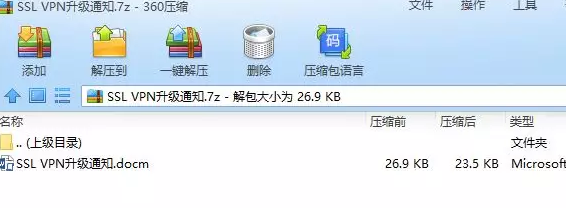 SSL VPN升级通知.7z - 360压缩 文件 操作 工具
添加 解压到 一键解压 删除 压缩包语言
SSL VPN升级通知.7z - 解包大小为 26.9 KB
名称 压缩前 压缩后 类型
.. (上级目录) 文件夹
SSL VPN升级通知.docm 26.9 KB 23.5 KB Microsoft